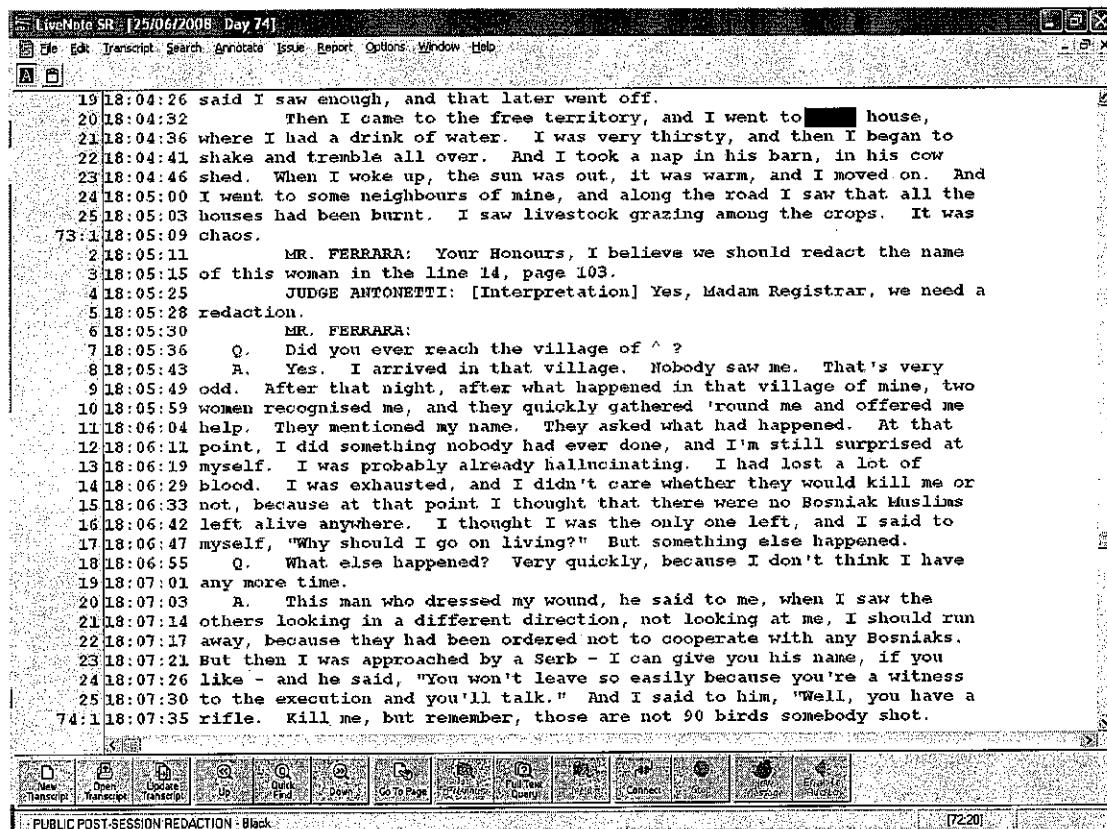 LiveNote SR - [25/06/2008 Day 74]
File Edit Transcript Search Annotate Issue Report Options Window Help
19 18:04:26 said I saw enough, and that later went off.
20 18:04:32 Then I came to the free territory, and I went to house,
21 18:04:36 where I had a drink of water. I was very thirsty, and then I began to
22 18:04:41 shake and tremble all over. And I took a nap in his barn, in his cow
23 18:04:46 shed. When I woke up, the sun was out, it was warm, and I moved on. And
24 18:05:00 I went to some neighbours of mine, and along the road I saw that all the
25 18:05:03 houses had been burnt. I saw livestock grazing among the crops. It was
73:1 18:05:09 chaos.
2 18:05:11 MR. FERRARA: Your Honours, I believe we should redact the name
3 18:05:15 of this woman in the line 14, page 103.
4 18:05:25 JUDGE ANTONETTI: [Interpretation] Yes, Madam Registrar, we need a
5 18:05:28 redaction.
6 18:05:30 MR. FERRARA:
7 18:05:36 Q. Did you ever reach the village of ^ ?
8 18:05:43 A. Yes. I arrived in that village. Nobody saw me. That's very
9 18:05:49 odd. After that night, after what happened in that village of mine, two
10 18:05:59 women recognised me, and they quickly gathered 'round me and offered me
11 18:06:04 help. They mentioned my name. They asked what had happened. At that
12 18:06:11 point, I did something nobody had ever done, and I'm still surprised at
13 18:06:19 myself. I was probably already hallucinating. I had lost a lot of
14 18:06:29 blood. I was exhausted, and I didn't care whether they would kill me or
15 18:06:33 not, because at that point I thought that there were no Bosniak Muslims
16 18:06:42 left alive anywhere. I thought I was the only one left, and I said to
17 18:06:47 myself, "Why should I go on living?" But something else happened.
18 18:06:55 Q. What else happened? Very quickly, because I don't think I have
19 18:07:01 any more time.
20 18:07:03 A. This man who dressed my wound, he said to me, when I saw the
21 18:07:14 others looking in a different direction, not looking at me, I should run
22 18:07:17 away, because they had been ordered not to cooperate with any Bosniaks.
23 18:07:21 But then I was approached by a Serb - I can give you his name, if you
24 18:07:26 like - and he said, "You won't leave so easily because you're a witness
25 18:07:30 to the execution and you'll talk." And I said to him, "Well, you have a
74:1 18:07:35 rifle. Kill me, but remember, those are not 90 birds somebody shot.
New Transcript Open Transcript Update Transcript Up Quick Find Down Go To Page Full Text Query Connect
PUBLIC POST-SESSION REDACTION - Black [72:20]